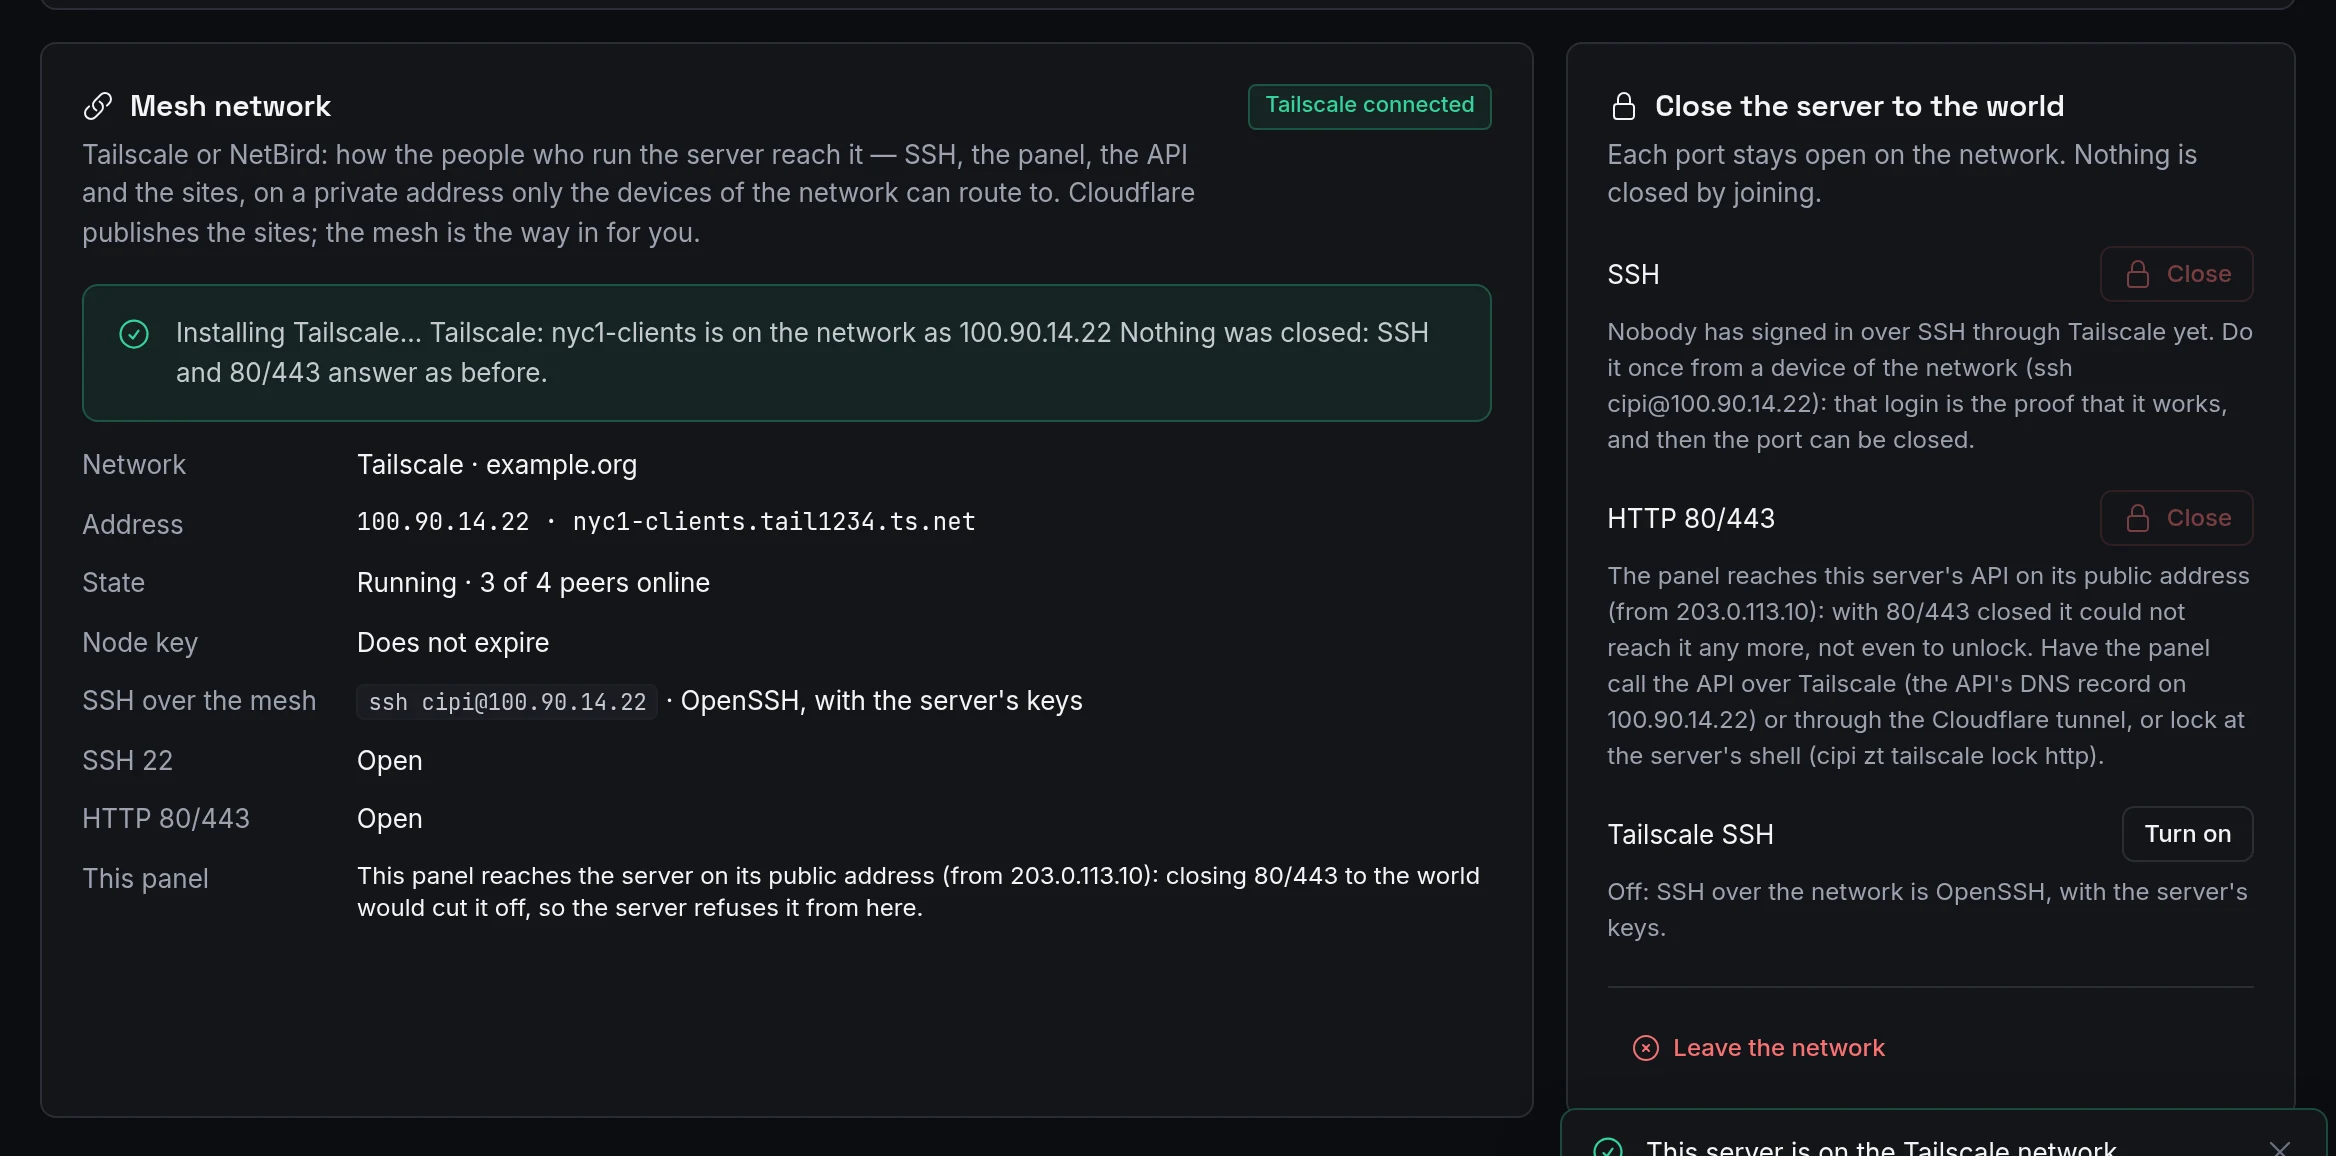 Mesh network
Tailscale connected
Tailscale or NetBird: how the people who run the server reach it — SSH, the panel, the API
and the sites, on a private address only the devices of the network can route to. Cloudflare
publishes the sites; the mesh is the way in for you.
Installing Tailscale... Tailscale: nyc1-clients is on the network as 100.90.14.22 Nothing was closed: SSH
and 80/443 answer as before.
Network Tailscale · example.org
Address 100.90.14.22 · nyc1-clients.tail1234.ts.net
State Running · 3 of 4 peers online
Node key Does not expire
SSH over the mesh ssh cipi@100.90.14.22 · OpenSSH, with the server's keys
SSH 22 Open
HTTP 80/443 Open
This panel This panel reaches the server on its public address (from 203.0.113.10): closing 80/443 to the world
would cut it off, so the server refuses it from here.
Close the server to the world
Each port stays open on the network. Nothing is
closed by joining.
SSH Close
Nobody has signed in over SSH through Tailscale yet. Do
it once from a device of the network (ssh
cipi@100.90.14.22): that login is the proof that it works,
and then the port can be closed.
HTTP 80/443 Close
The panel reaches this server's API on its public address
(from 203.0.113.10): with 80/443 closed it could not
reach it any more, not even to unlock. Have the panel
call the API over Tailscale (the API's DNS record on
100.90.14.22) or through the Cloudflare tunnel, or lock at
the server's shell (cipi zt tailscale lock http).
Tailscale SSH Turn on
Off: SSH over the network is OpenSSH, with the server's
keys.
Leave the network
This server is on the Tailscale network